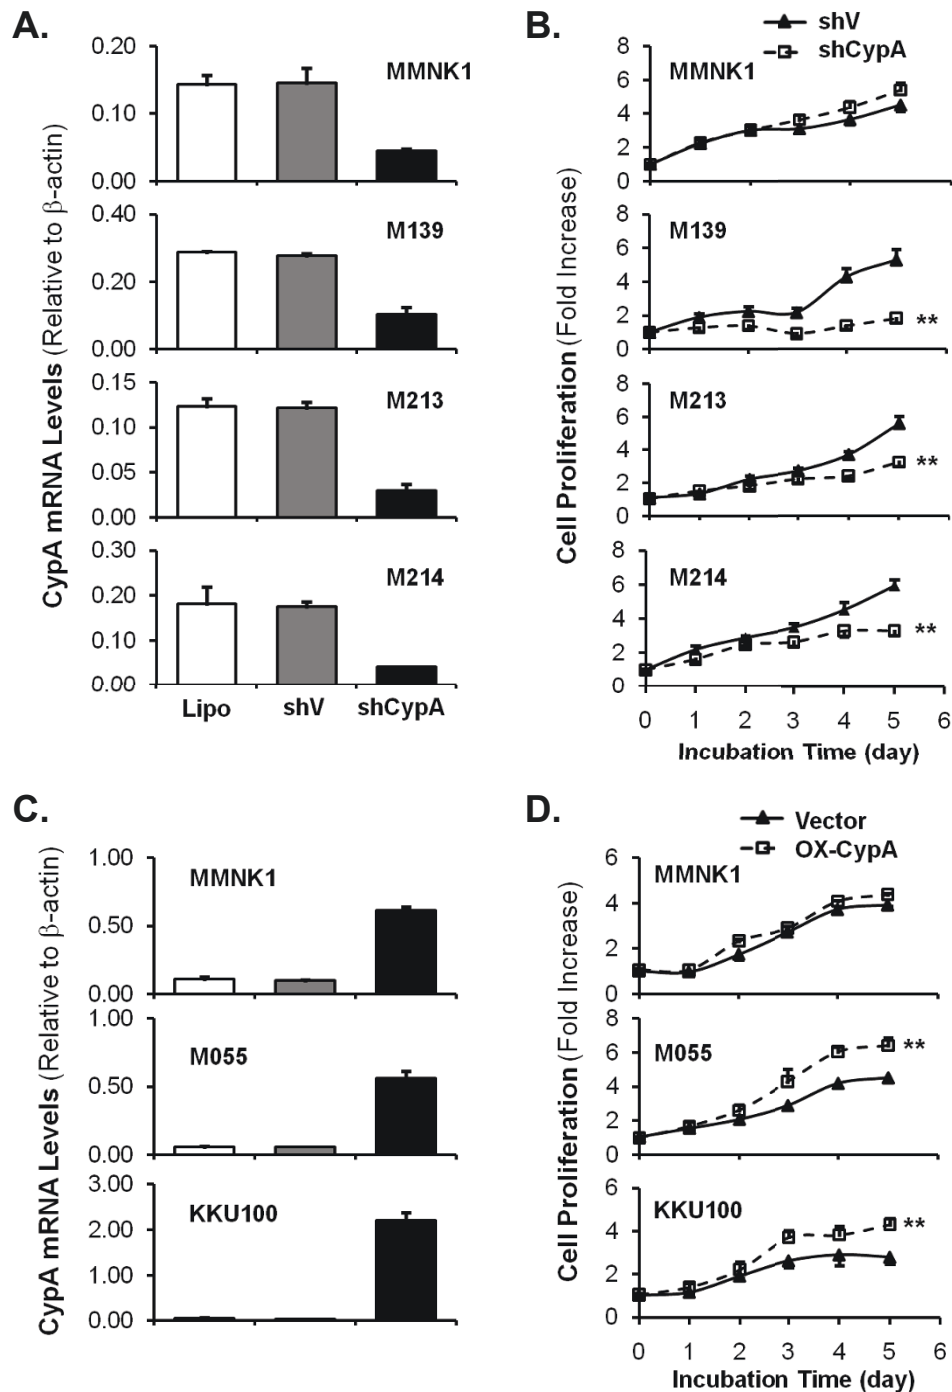 A.
CypA mRNA Levels (Relative to β-actin)
0.20
0.10
0.00
MMNK1
0.40
0.20
0.00
M139
0.15
0.10
0.05
0.00
M213
0.30
0.20
0.10
0.00
M214
Lipo shV shCypA
B.
shV
shCypA
Cell Proliferation (Fold Increase)
8
6
4
2
0
MMNK1
8
6
4
2
0
M139
**
8
6
4
2
0
M213
**
8
6
4
2
0
M214
**
0 1 2 3 4 5 6
Incubation Time (day)
C.
CypA mRNA Levels (Relative to β-actin)
1.00
0.50
0.00
MMNK1
1.00
0.50
0.00
M055
3.00
2.00
1.00
0.00
KKU100
D.
Vector
OX-CypA
Cell Proliferation (Fold Increase)
6
4
2
0
MMNK1
8
6
4
2
0
M055
**
6
4
2
0
KKU100
**
0 1 2 3 4 5 6
Incubation Time (day)